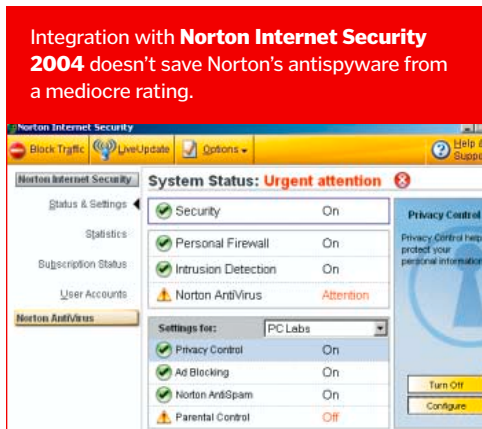 Integration with Norton Internet Security
2004 doesn't save Norton's antispyware from
a mediocre rating.
Norton Internet Security
Block Traffic LiveUpdate Options Help &
Norton Internet Security
System Status: Urgent attention
Status & Settings
Statistics
Subscription Status
User Accounts
Norton AntiVirus
Security On
Personal Firewall On
Intrusion Detection On
Norton AntiVirus Attention
Settings for: PC Labs
Privacy Control On
Ad Blocking On
Norton AntiSpam On
Parental Control Off
Privacy Control
Privacy Control help
protect your
personal information
Turn Off
Configure